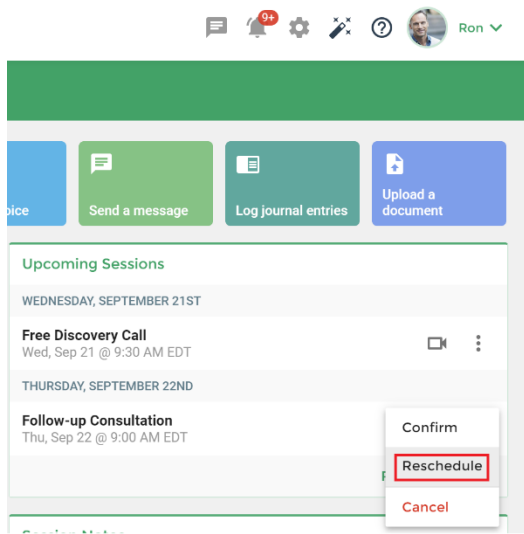 9+
Ron
oice
Send a message
Log journal entries
Upload a
document
Upcoming Sessions
WEDNESDAY, SEPTEMBER 21ST
Free Discovery Call
Wed, Sep 21 @ 9:30 AM EDT
THURSDAY, SEPTEMBER 22ND
Follow-up Consultation
Thu, Sep 22 @ 9:00 AM EDT
Confirm
Reschedule
Cancel